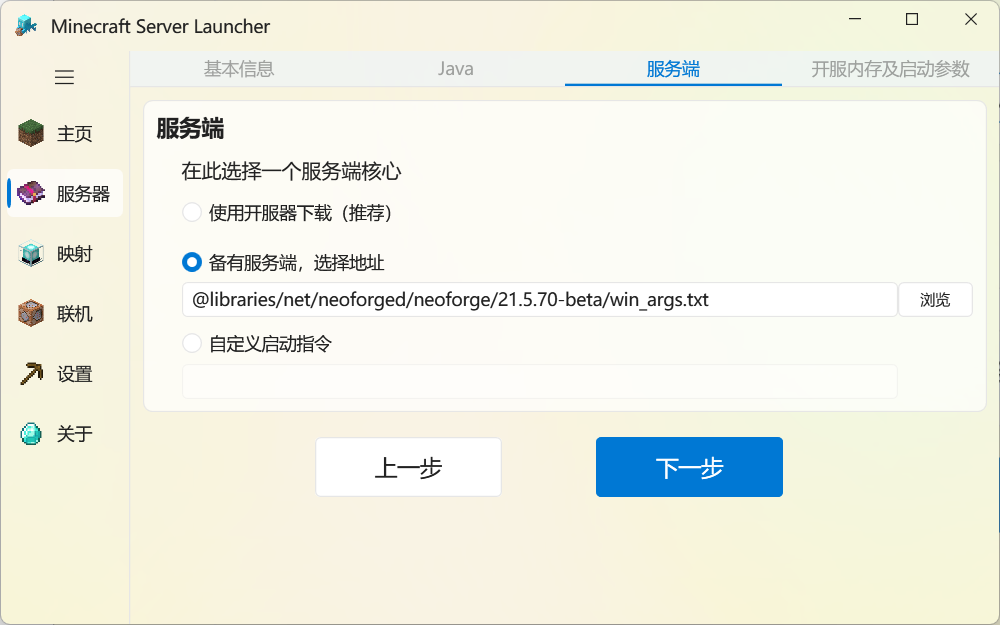 Minecraft Server Launcher
基本信息 Java 服务端 开服内存及启动参数
主页
服务器
映射
联机
设置
关于
服务端
在此选择一个服务端核心
使用开服器下载（推荐）
备有服务端，选择地址
@libraries/net/neoforged/neoforge/21.5.70-beta/win_args.txt 浏览
自定义启动指令
上一步 下一步